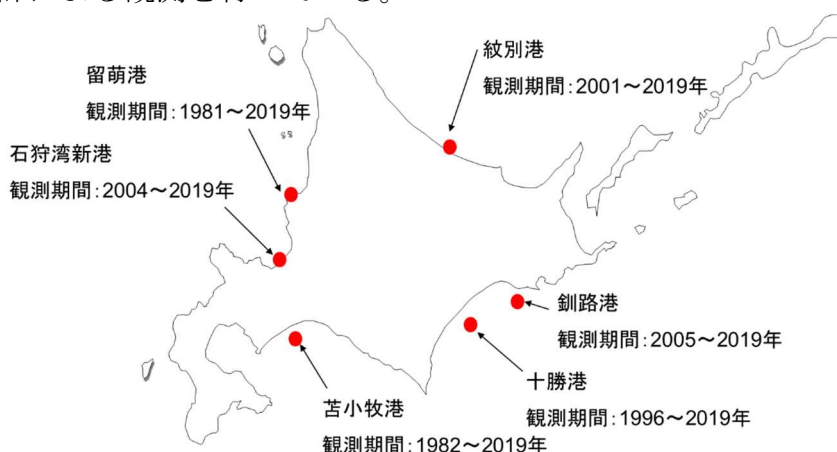 留萌港
観測期間:1981~2019年
石狩湾新港
観測期間:2004~2019年
紋別港
観測期間:2001~2019年
釧路港
観測期間:2005~2019年
十勝港
観測期間:1996~2019年
苫小牧港
観測期間:1982~2019年